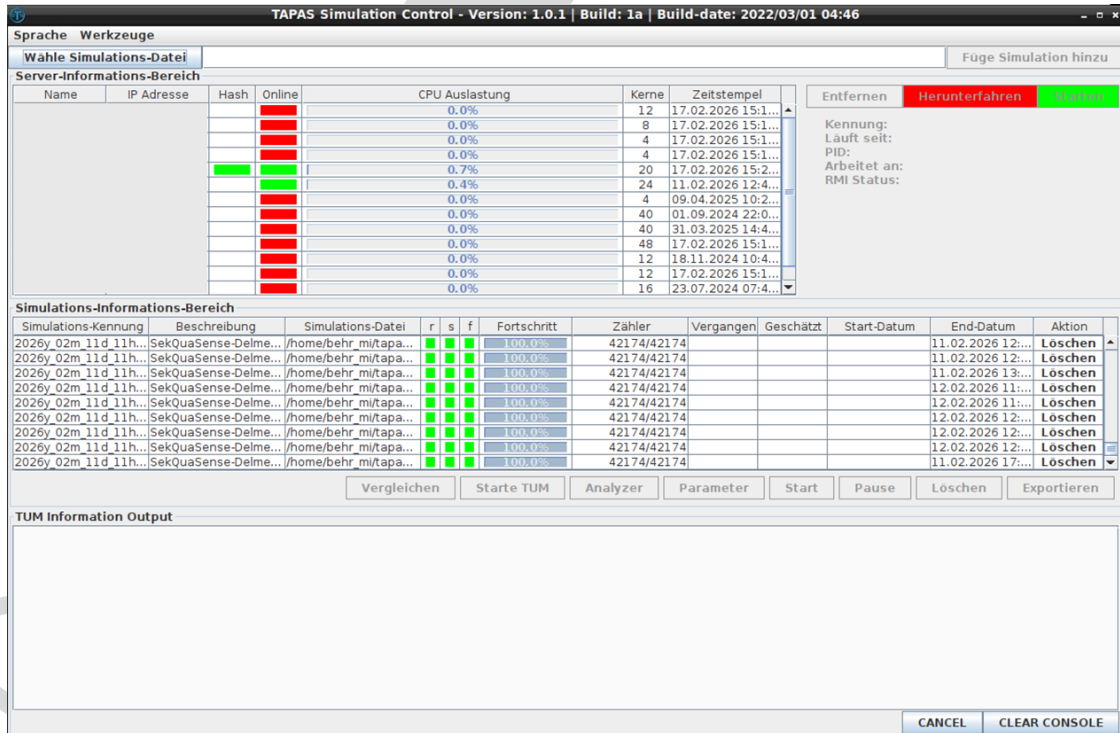 TAPAS Simulation Control - Version: 1.0.1 | Build: 1a | Build-date: 2022/03/01 04:46
Sprache Werkzeuge
Wähle Simulations-Datei Füge Simulation hinzu
Server-Informations-Bereich
Name IP Adresse Hash Online CPU Auslastung Kerne Zeitstempel
Entfernen Herunterfahren Starten
0.0% 12 17.02.2026 15:1...
0.0% 8 17.02.2026 15:1...
0.0% 4 17.02.2026 15:1...
0.0% 4 17.02.2026 15:1...
0.7% 20 17.02.2026 15:2...
0.4% 24 11.02.2026 12:4...
0.0% 4 09.04.2025 10:2...
0.0% 40 01.09.2024 22:0...
0.0% 40 31.03.2025 14:4...
0.0% 48 17.02.2026 15:1...
0.0% 12 18.11.2024 10:4...
0.0% 12 17.02.2026 15:1...
0.0% 16 23.07.2024 07:4...
Kennung:
Läuft seit:
PID:
Arbeitet an:
RMI Status:
Simulations-Informations-Bereich
Simulations-Kennung Beschreibung Simulations-Datei r s f Fortschritt Zähler Vergangen Geschätzt Start-Datum End-Datum Aktion
2026y_02m_11d_11h... SekQuaSense-Delme... /home/behr_mi/tapa... 100,0% 42174/42174 11.02.2026 12:... Löschen
2026y_02m_11d_11h... SekQuaSense-Delme... /home/behr_mi/tapa... 100,0% 42174/42174 11.02.2026 12:... Löschen
2026y_02m_11d_11h... SekQuaSense-Delme... /home/behr_mi/tapa... 100,0% 42174/42174 11.02.2026 13:... Löschen
2026y_02m_11d_11h... SekQuaSense-Delme... /home/behr_mi/tapa... 100,0% 42174/42174 12.02.2026 11:... Löschen
2026y_02m_11d_11h... SekQuaSense-Delme... /home/behr_mi/tapa... 100,0% 42174/42174 12.02.2026 11:... Löschen
2026y_02m_11d_11h... SekQuaSense-Delme... /home/behr_mi/tapa... 100,0% 42174/42174 12.02.2026 12:... Löschen
2026y_02m_11d_11h... SekQuaSense-Delme... /home/behr_mi/tapa... 100,0% 42174/42174 12.02.2026 12:... Löschen
2026y_02m_11d_11h... SekQuaSense-Delme... /home/behr_mi/tapa... 100,0% 42174/42174 12.02.2026 12:... Löschen
2026y_02m_11d_11h... SekQuaSense-Delme... /home/behr_mi/tapa... 100,0% 42174/42174 11.02.2026 17:... Löschen
Vergleichen Starte TUM Analyzer Parameter Start Pause Löschen Exportieren
TUM Information Output
CANCEL CLEAR CONSOLE